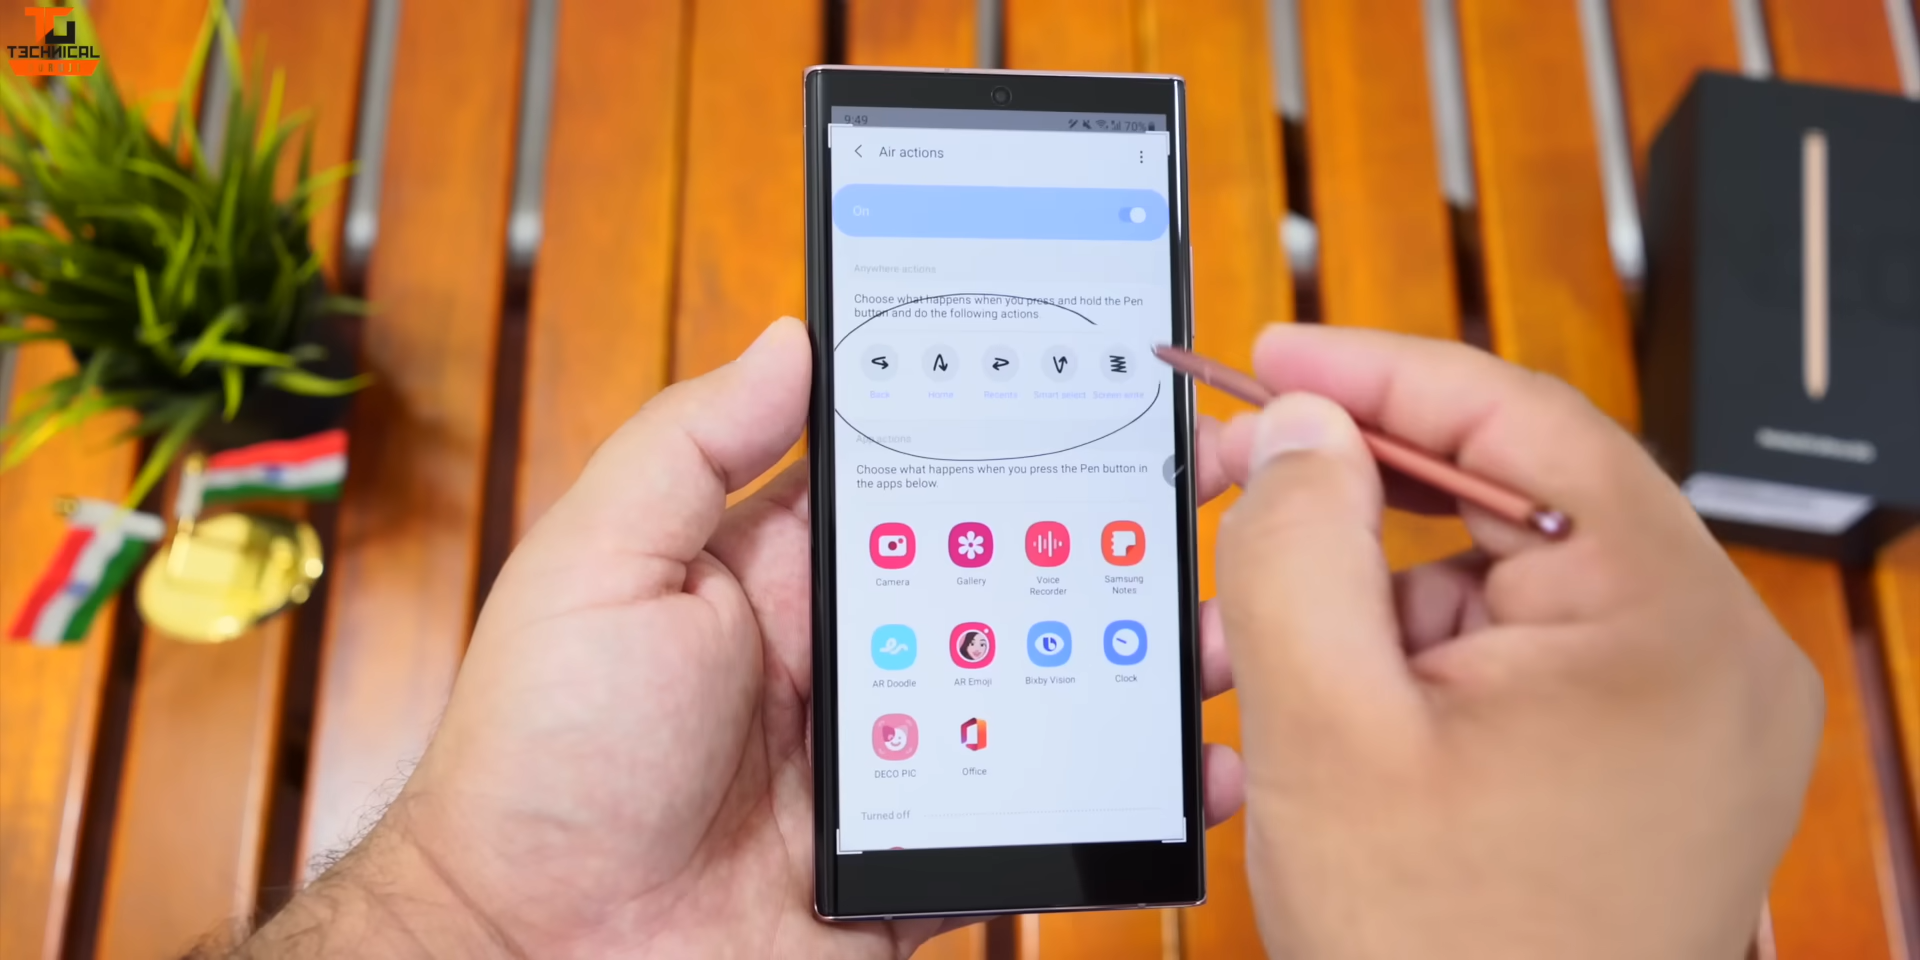 TECHNICAL
9:49
70%
Air actions
On
Anywhere actions
Choose what happens when you press and hold the Pen
button and do the following actions
Back Home Recents Smart select Screen write
App actions
Choose what happens when you press the Pen button in
the apps below.
Camera Gallery Voice Recorder Samsung Notes
AR Doodle AR Emoji Bixby Vision Clock
DECO PIC Office
Turned off